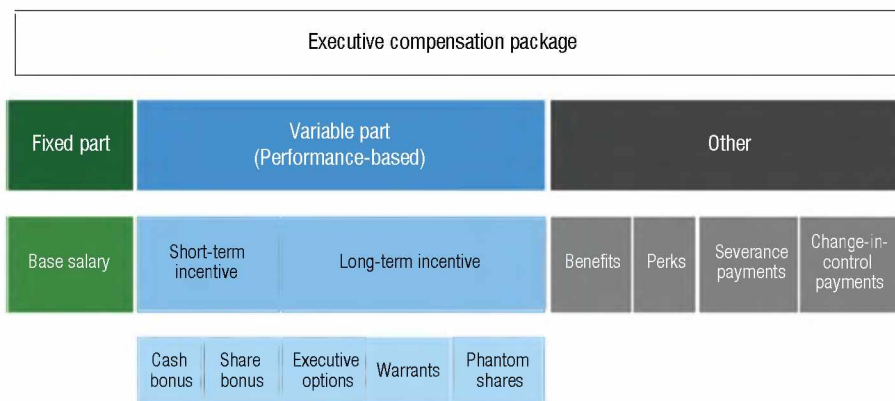 Executive compensation package
Fixed part
Variable part
(Performance-based)
Other
Base salary
Short-term
incentive
Long-term incentive
Benefits
Perks
Severance
payments
Change-in-
control
payments
Cash
bonus
Share
bonus
Executive
options
Warrants
Phantom
shares